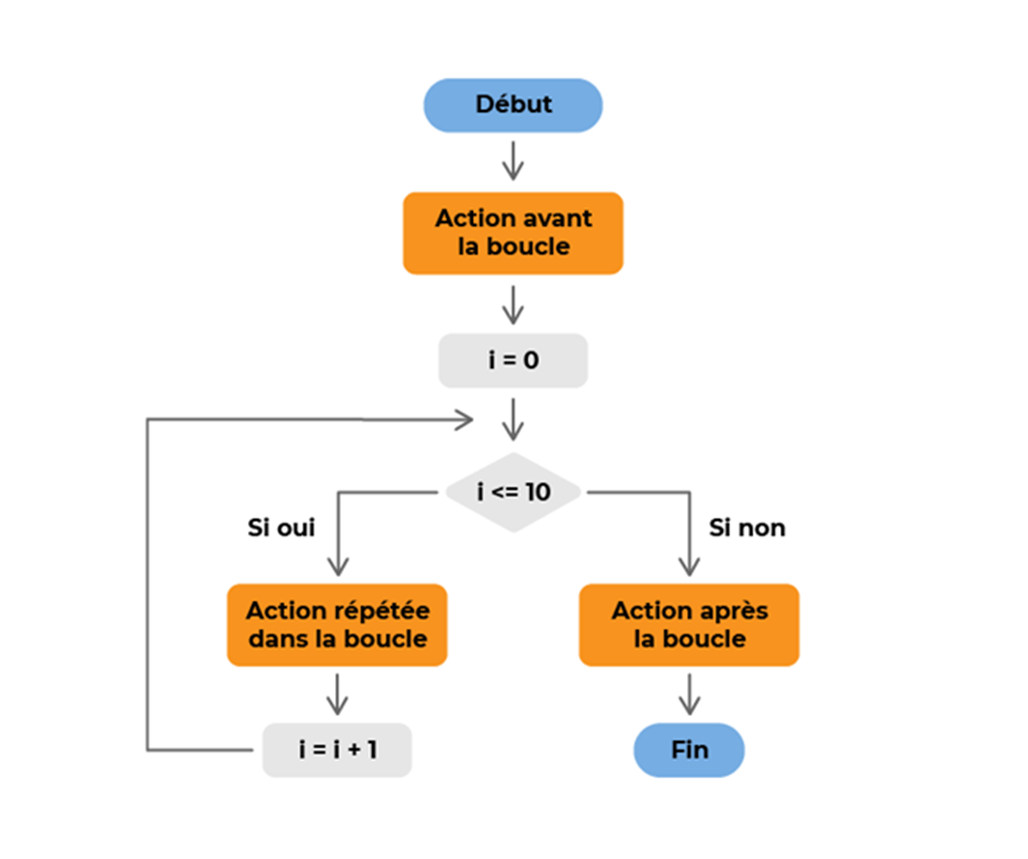 Début
Action avant
la boucle
i = 0
i <= 10
Si oui
Si non
Action répétée
dans la boucle
Action après
la boucle
i = i + 1
Fin